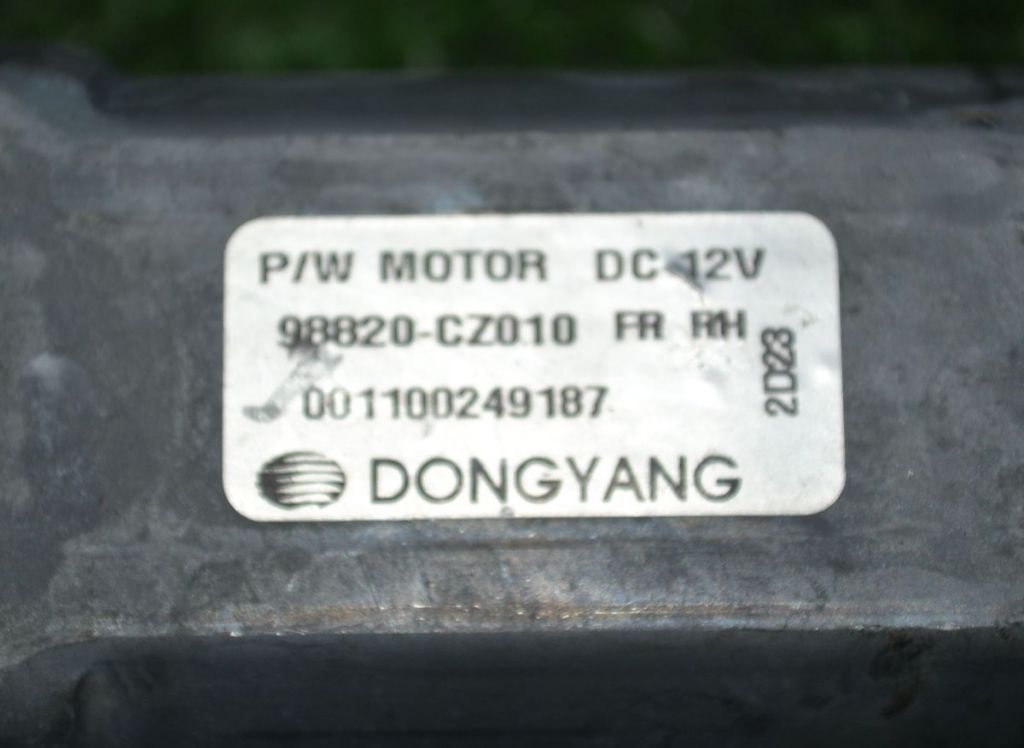 P/W MOTOR DC 12V
98820-CZ010 FR RH
2D23
001100249187
DONGYANG